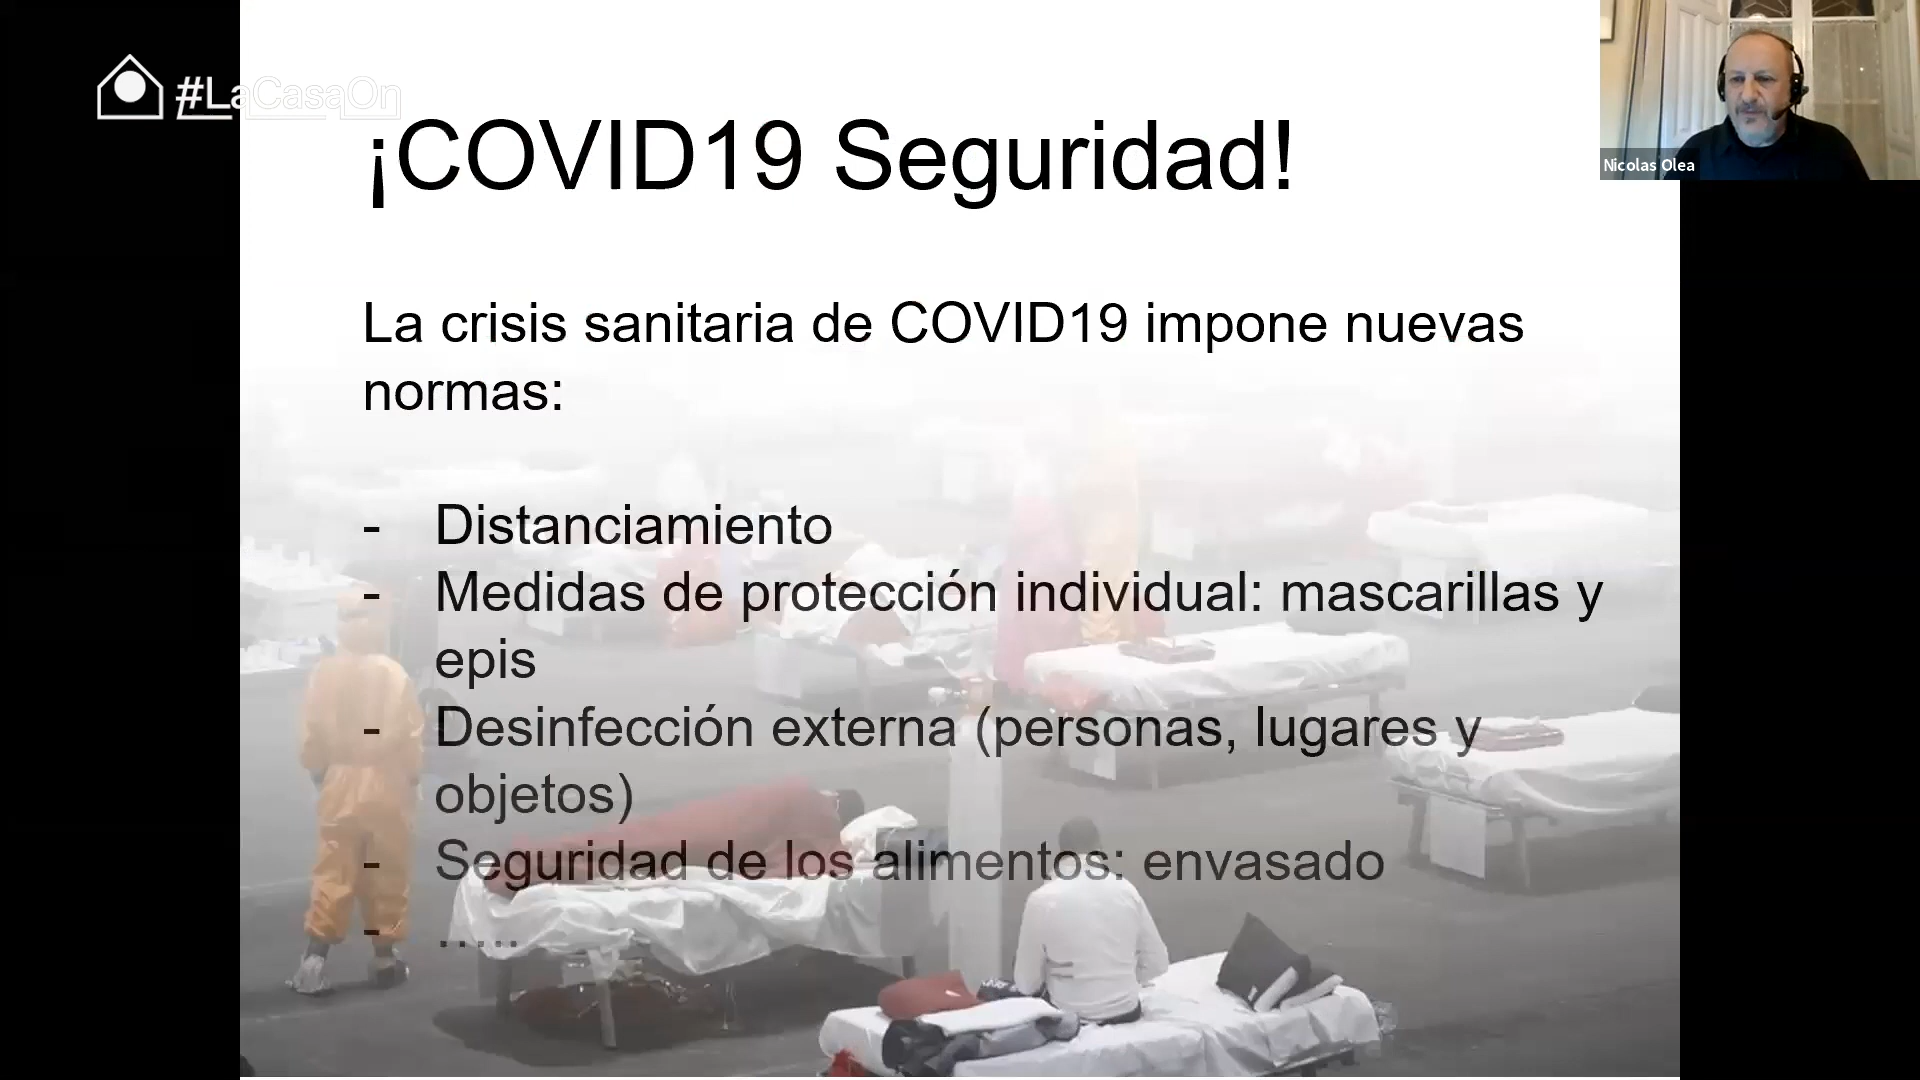 #LaCasaOn
Nicolas Olea
¡COVID19 Seguridad!
La crisis sanitaria de COVID19 impone nuevas
normas:
- Distanciamiento
- Medidas de protección individual: mascarillas y
epis
- Desinfección externa (personas, lugares y
objetos)
- Seguridad de los alimentos: envasado
- .....